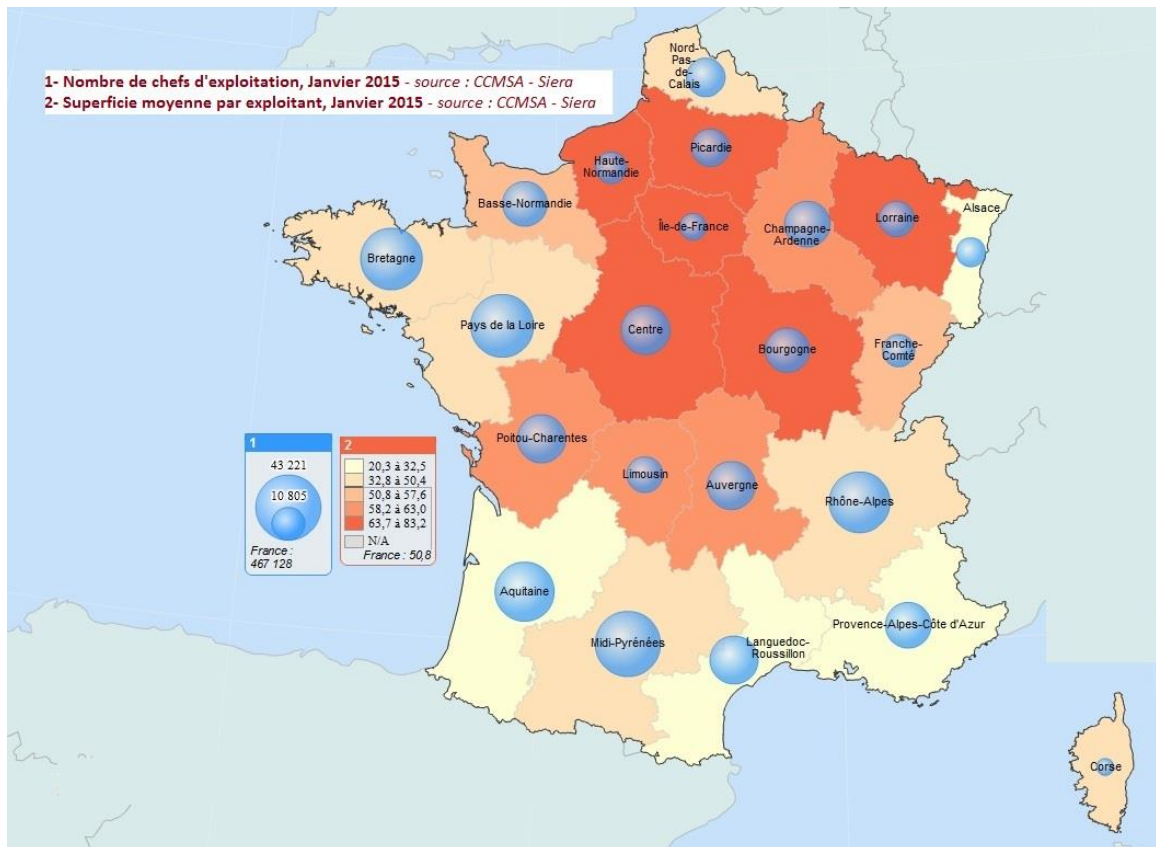 1- Nombre de chefs d'exploitation, Janvier 2015 - source : CCMSA - Siera
2- Superficie moyenne par exploitant, Janvier 2015 - source : CCMSA - Siera
Nord-
Pas-
de-
Calais
Picardie
Haute-
Normandie
Basse-Normandie
Île-de-France
Champagne-
Ardenne
Lorraine
Alsace
Bretagne
Pays de la Loire
Centre
Bourgogne
Franche-
Comté
Poitou-Charentes
Limousin
Auvergne
Rhône-Alpes
Aquitaine
Midi-Pyrénées
Languedoc-
Roussillon
Provence-Alpes-Côte d'Azur
Corse
1
43 221
10 805
France :
467 128
2
20,3 à 32,5
32,8 à 50,4
50,8 à 57,6
58,2 à 63,0
63,7 à 83,2
N/A
France : 50,8